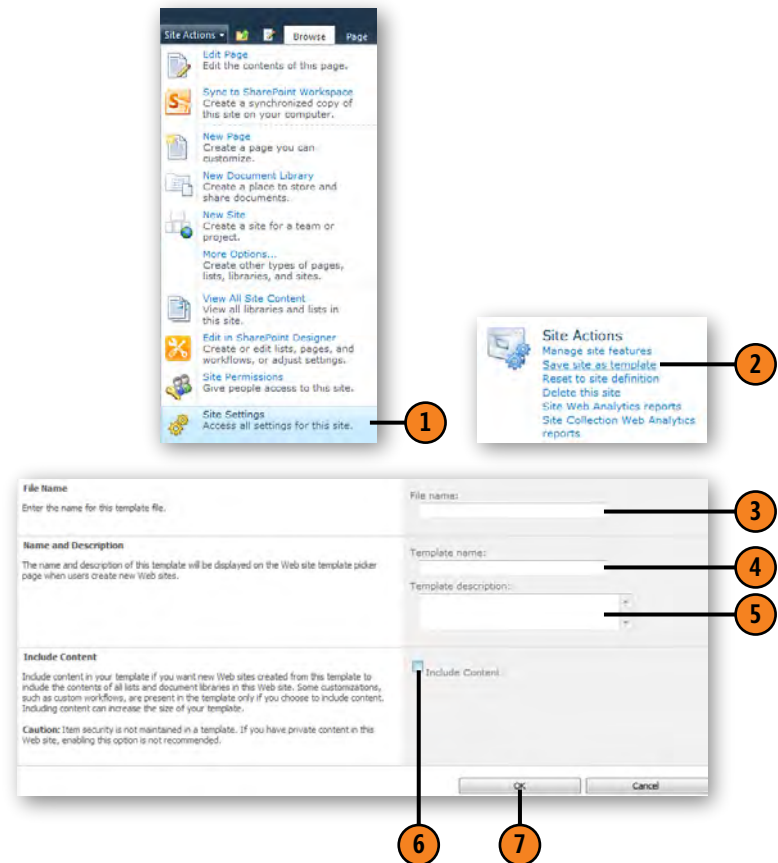 Site Actions
Browse
Page
Edit Page
Edit the contents of this page.
Sync to SharePoint Workspace
Create a synchronized copy of
this site on your computer.
New Page
Create a page you can
customize.
New Document Library
Create a place to store and
share documents.
New Site
Create a site for a team or
project.
More Options...
Create other types of pages,
lists, libraries, and sites.
View All Site Content
View all libraries and lists in
this site.
Edit in SharePoint Designer
Create or edit lists, pages, and
workflows, or adjust settings.
Site Permissions
Give people access to this site.
Site Settings
Access all settings for this site.
1
Site Actions
Manage site features
Save site as template
Reset to site definition
Delete this site
Site Web Analytics reports
Site Collection Web Analytics
reports
2
File Name
Enter the name for this template file.
File name:
3
Name and Description
The name and description of this template will be displayed on the Web site template picker
page when users create new Web sites.
Template name:
4
Template description:
5
Include Content
Include content in your template if you want new Web sites created from this template to
include the contents of all lists and document libraries in this Web site. Some customizations,
such as custom workflows, are present in the template only if you choose to include content.
Including content can increase the size of your template.
Caution: Item security is not maintained in a template. If you have private content in this
Web site, enabling this option is not recommended.
Include Content
OK
Cancel
6
7